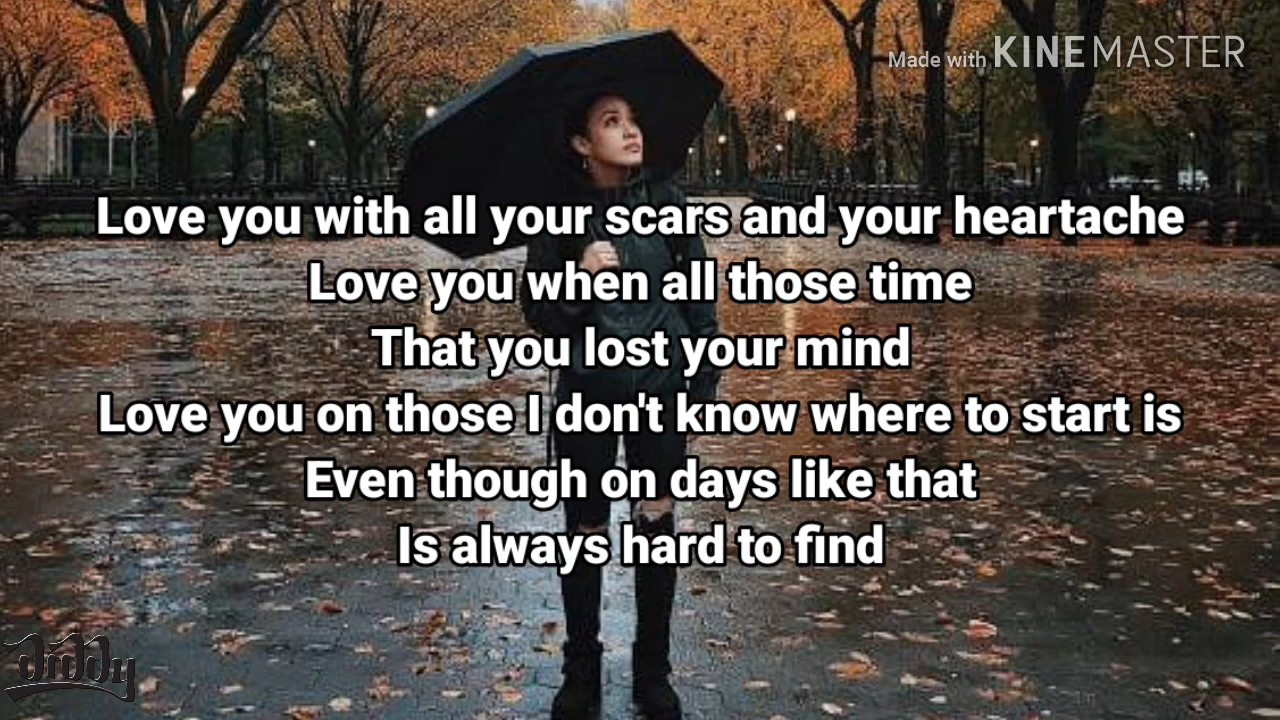 Made with KINEMASTER
Love you with all your scars and your heartache
Love you when all those time
That you lost your mind
Love you on those I don't know where to start is
Even though on days like that
Is always hard to find